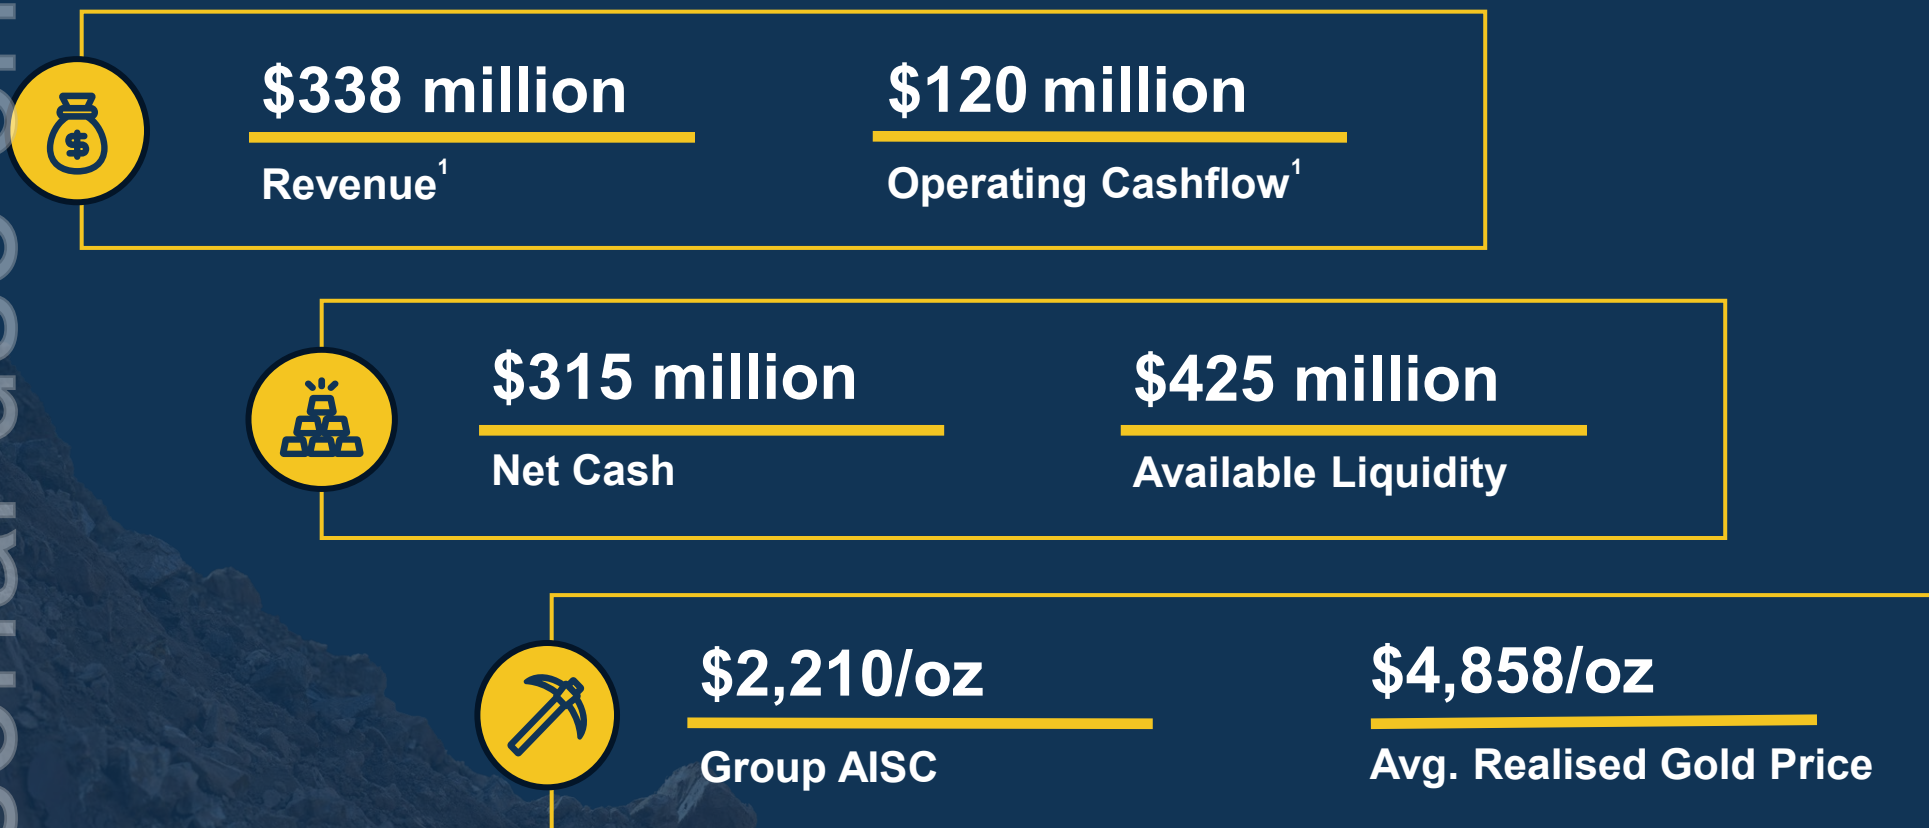 $338 million
$120 million
Revenue1
Operating Cashflow1
$315 million
$425 million
Net Cash
Available Liquidity
$2,210/oz
$4,858/oz
Group AISC
Avg. Realised Gold Price